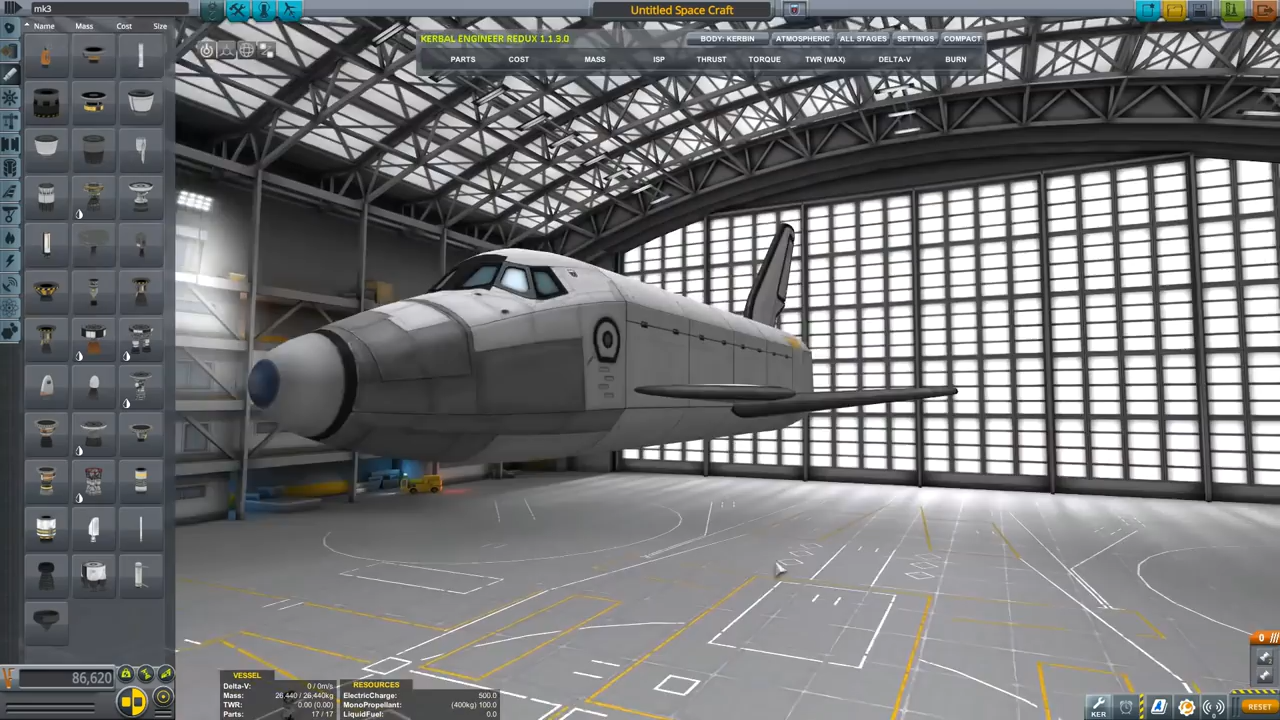 mk3
Untitled Space Craft
Name Mass Cost Size
KERBAL ENGINEER REDUX 1.1.3.0
BODY: KERBIN ATMOSPHERIC ALL STAGES SETTINGS COMPACT
PARTS COST MASS ISP THRUST TORQUE TWR (MAX) DELTA-V BURN
0
86,620
VESSEL
Delta-V: 0 / 0m/s
Mass: 26,440 / 26,440kg
TWR: 0.00 (0.00)
Parts: 17 / 17
RESOURCES
ElectricCharge: 500.0
MonoPropellant: (400kg) 100.0
LiquidFuel: 0.0
KER
RESET